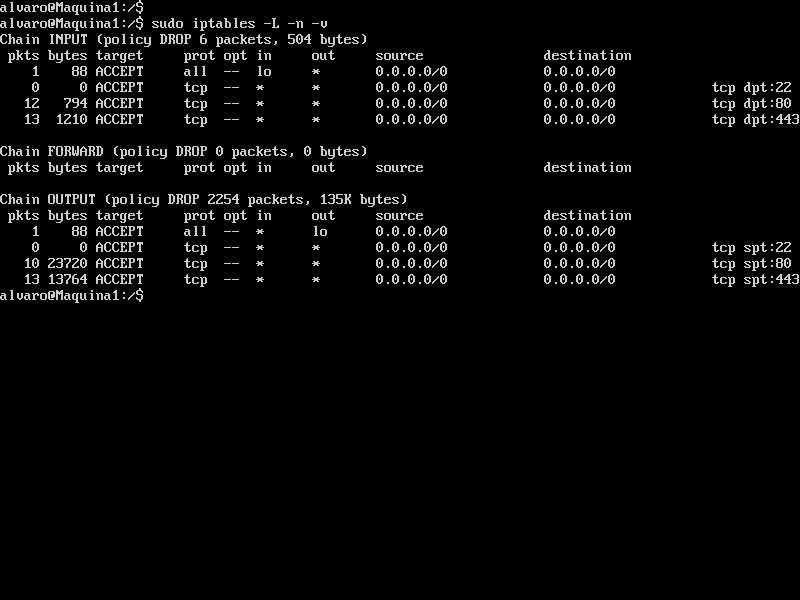 alvaro@Maquina1:/$
alvaro@Maquina1:/$ sudo iptables -L -n -v
Chain INPUT (policy DROP 6 packets, 504 bytes)
 pkts bytes target     prot opt in     out     source               destination
    1    88 ACCEPT     all  --  lo     *       0.0.0.0/0            0.0.0.0/0
    0     0 ACCEPT     tcp  --  *      *       0.0.0.0/0            0.0.0.0/0            tcp dpt:22
   12   794 ACCEPT     tcp  --  *      *       0.0.0.0/0            0.0.0.0/0            tcp dpt:80
   13  1210 ACCEPT     tcp  --  *      *       0.0.0.0/0            0.0.0.0/0            tcp dpt:443
Chain FORWARD (policy DROP 0 packets, 0 bytes)
 pkts bytes target     prot opt in     out     source               destination
Chain OUTPUT (policy DROP 2254 packets, 135K bytes)
 pkts bytes target     prot opt in     out     source               destination
    1    88 ACCEPT     all  --  *      lo      0.0.0.0/0            0.0.0.0/0
    0     0 ACCEPT     tcp  --  *      *       0.0.0.0/0            0.0.0.0/0            tcp spt:22
   10 23720 ACCEPT     tcp  --  *      *       0.0.0.0/0            0.0.0.0/0            tcp spt:80
   13 13764 ACCEPT     tcp  --  *      *       0.0.0.0/0            0.0.0.0/0            tcp spt:443
alvaro@Maquina1:/$